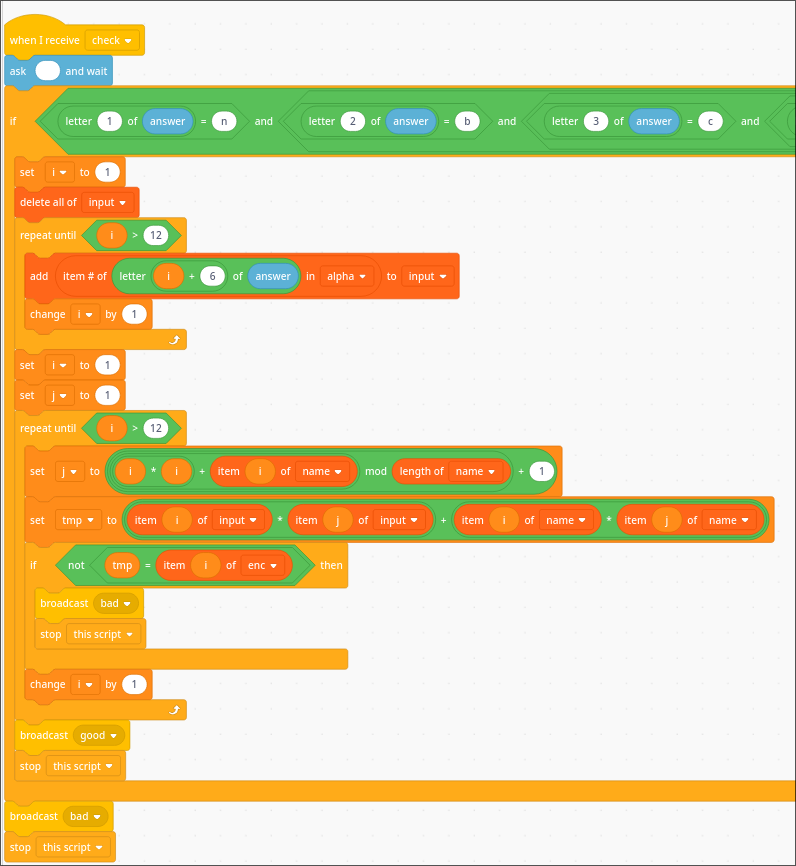 when I receive check
ask and wait
if letter 1 of answer = n and letter 2 of answer = b and letter 3 of answer = c and
set i to 1
delete all of input
repeat until i > 12
add item # of letter i + 6 of answer in alpha to input
change i by 1
set i to 1
set j to 1
repeat until i > 12
set j to i * i + item i of name mod length of name + 1
set tmp to item i of input * item j of input + item i of name * item j of name
if not tmp = item i of enc then
broadcast bad
stop this script
change i by 1
broadcast good
stop this script
broadcast bad
stop this script